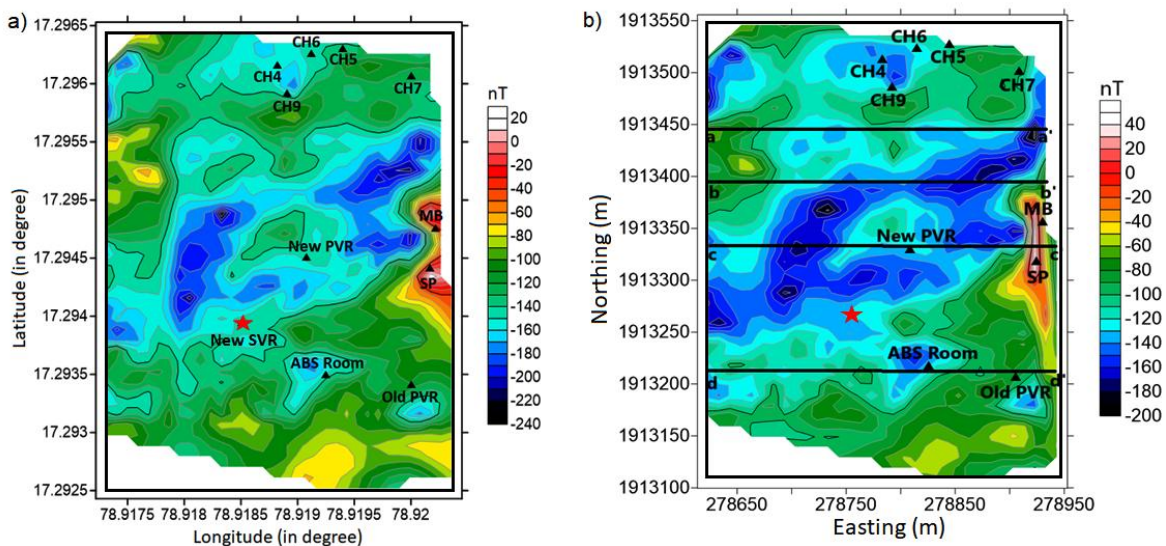 a)
17.2965
17.296
17.2955
17.295
17.2945
17.294
17.2935
17.293
17.2925
Latitude (in degree)
78.9175 78.918 78.9185 78.919 78.9195 78.92
Longitude (in degree)
CH6
CH5
CH4
CH7
CH9
MB
New PVR
SP
New SVR
ABS Room
Old PVR
nT
20
0
-20
-40
-60
-80
-100
-120
-140
-160
-180
-200
-220
-240
b)
1913550
1913500
1913450
1913400
1913350
1913300
1913250
1913200
1913150
1913100
Northing (m)
278650 278750 278850 278950
Easting (m)
CH6
CH5
CH4
CH7
CH9
a a'
b b'
MB
New PVR
c c'
SP
ABS Room
Old PVR
d d'
nT
40
20
0
-20
-40
-60
-80
-100
-120
-140
-160
-180
-200